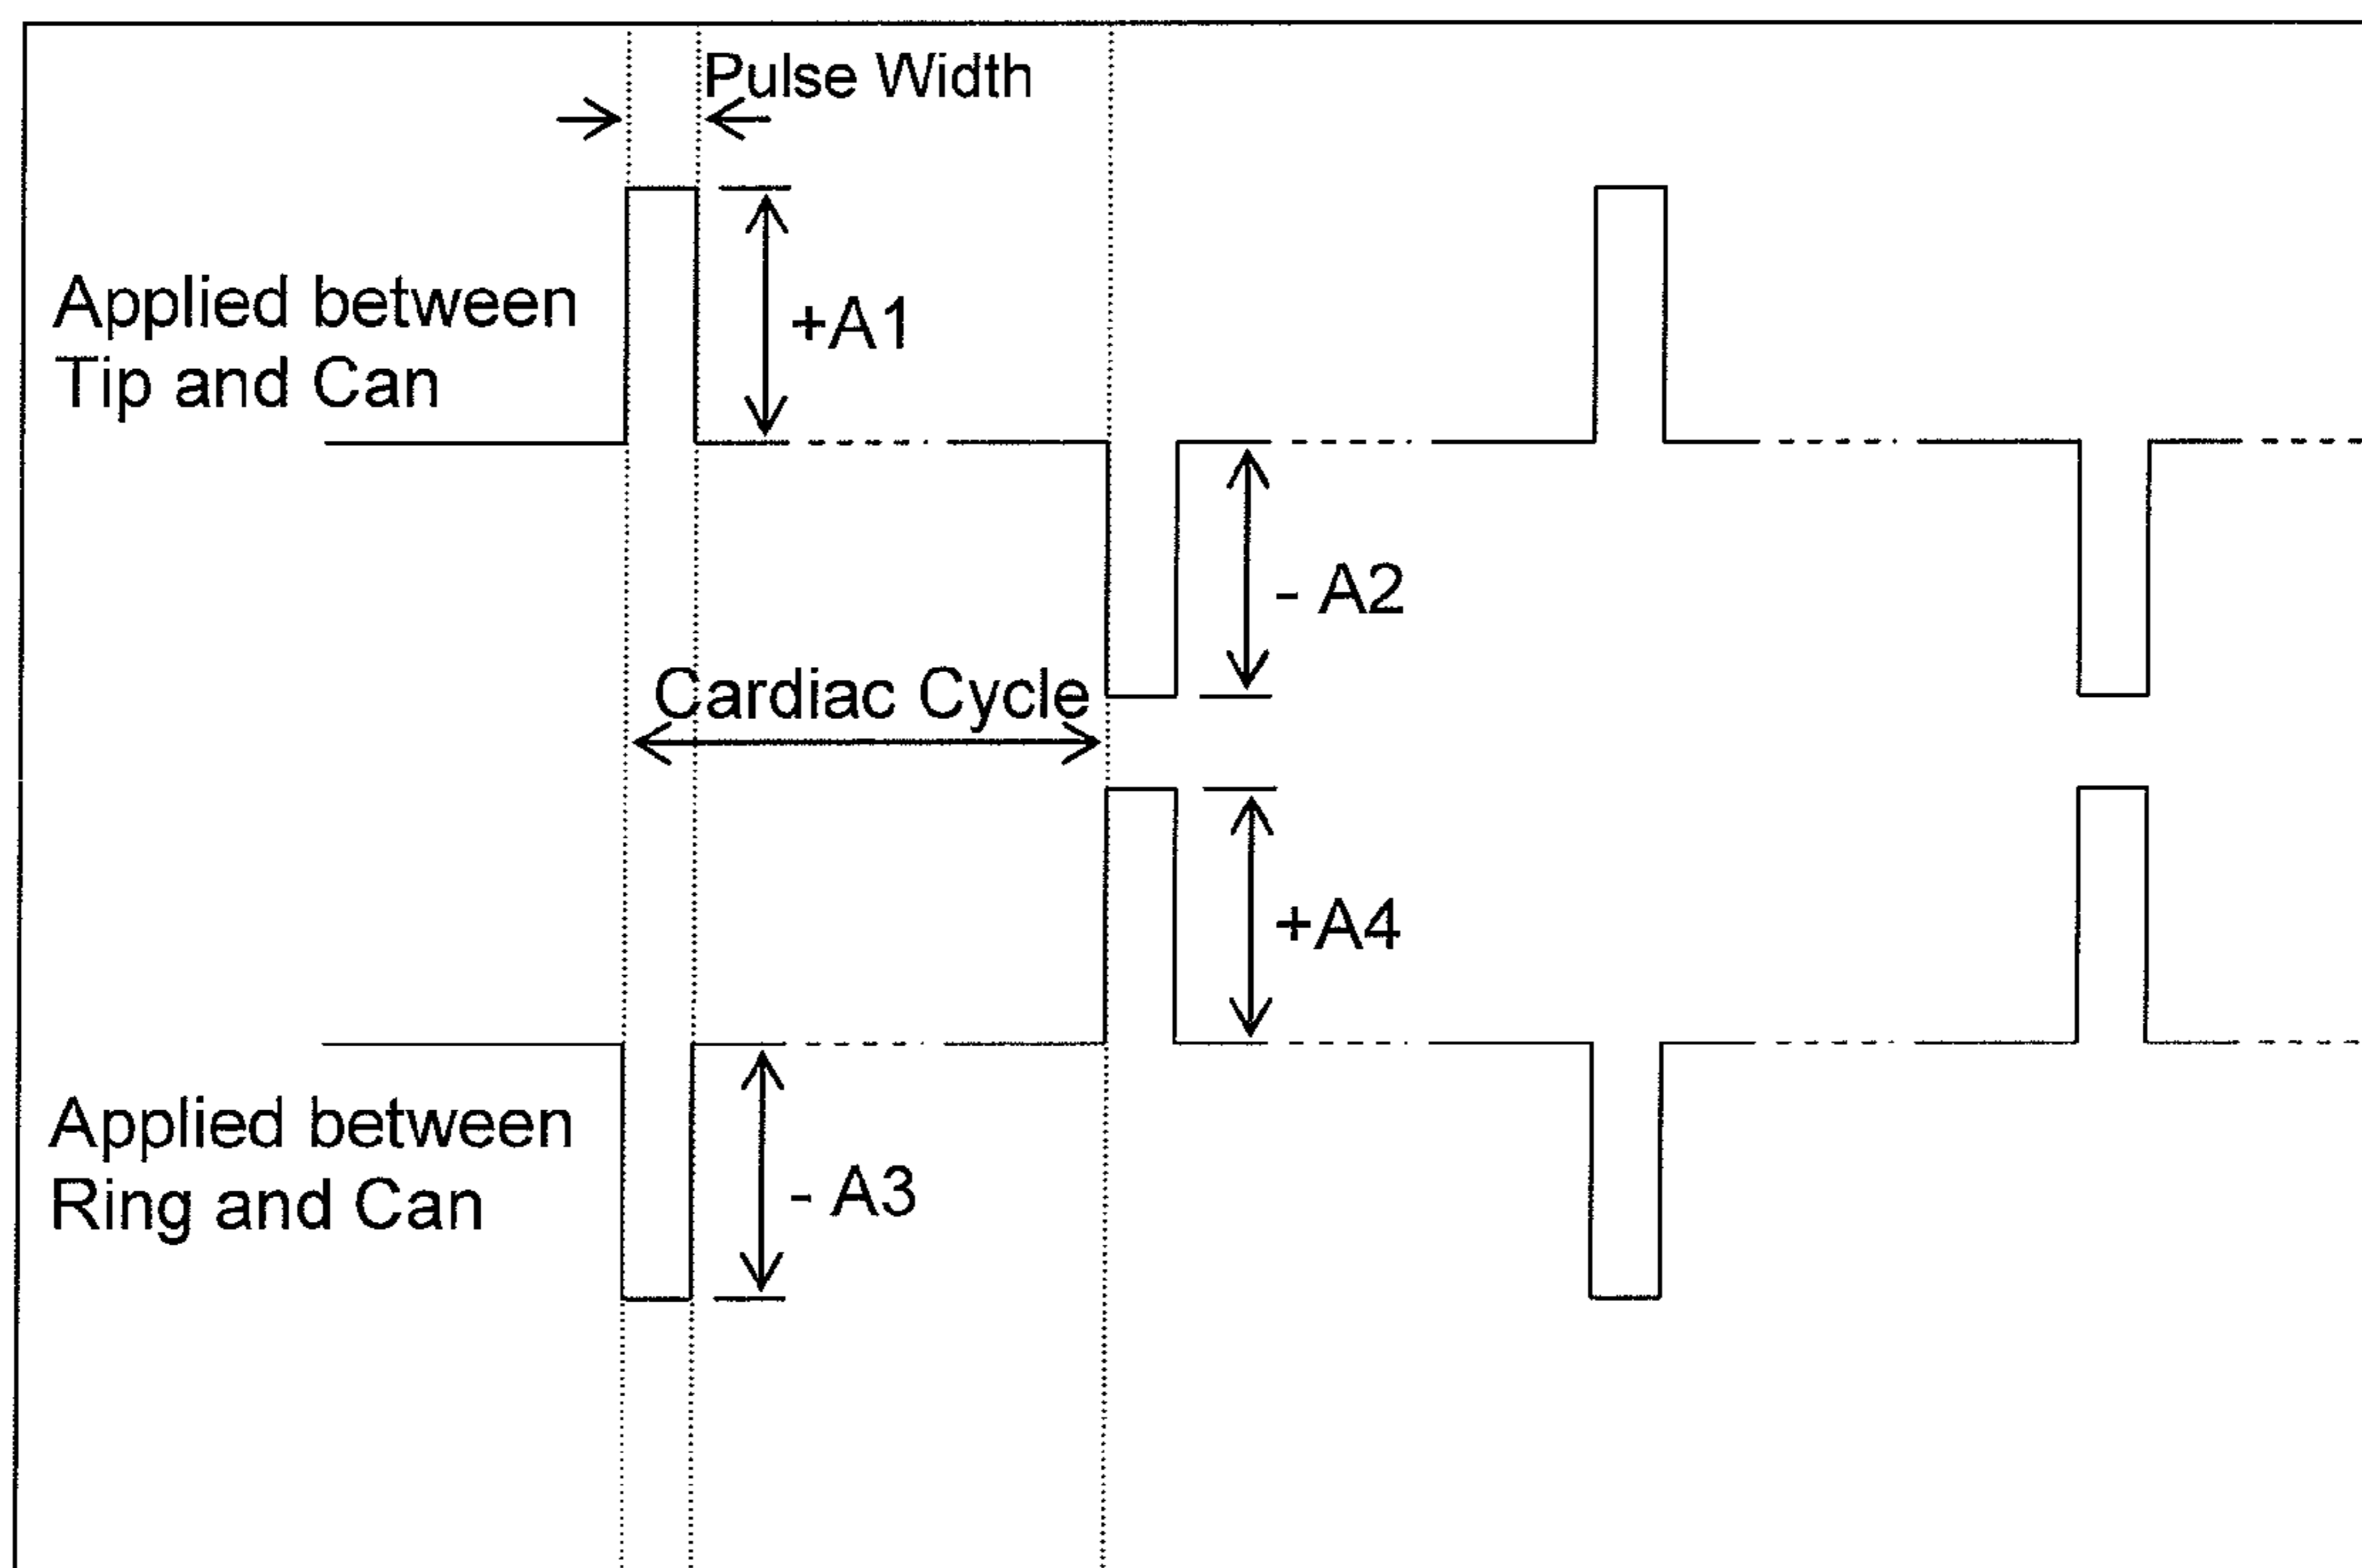 Pulse Width
Applied between
Tip and Can
+A1
- A2
Cardiac Cycle
+A4
Applied between
Ring and Can
- A3